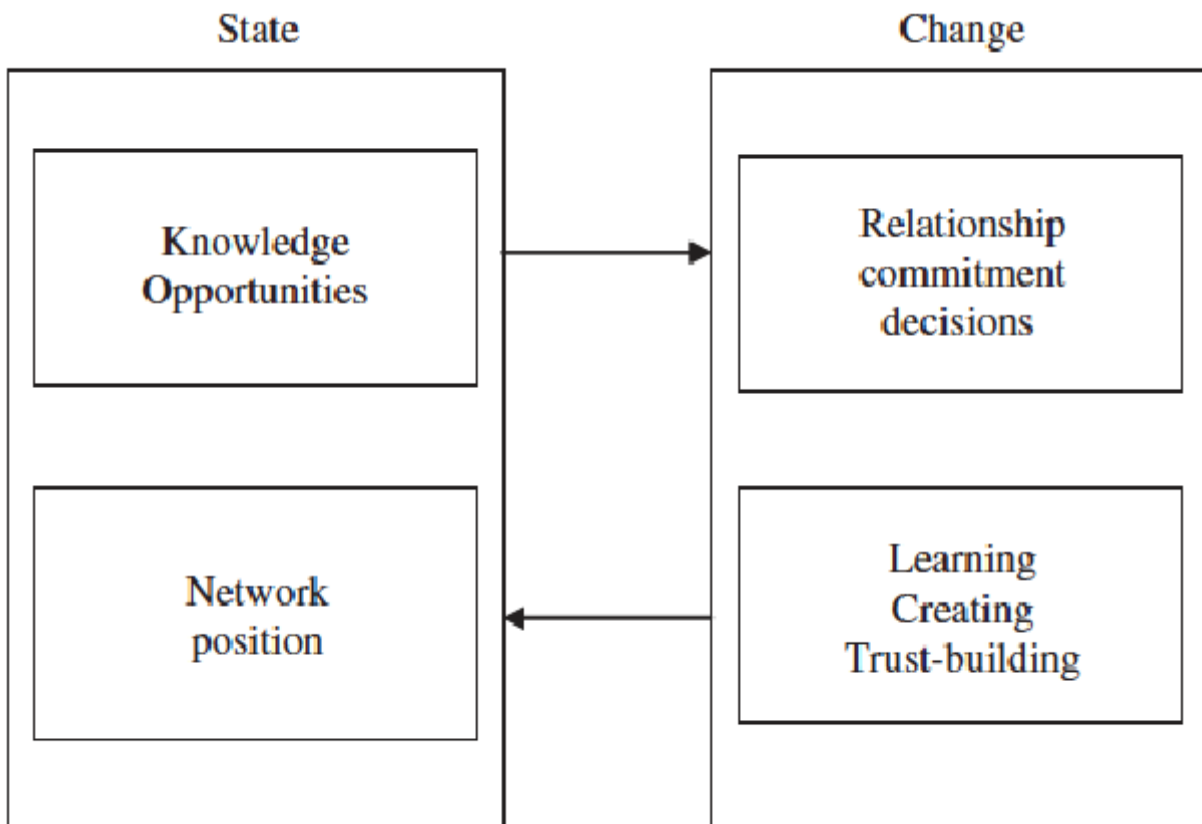 State
Change
Knowledge
Opportunities
Relationship
commitment
decisions
Network
position
Learning
Creating
Trust-building